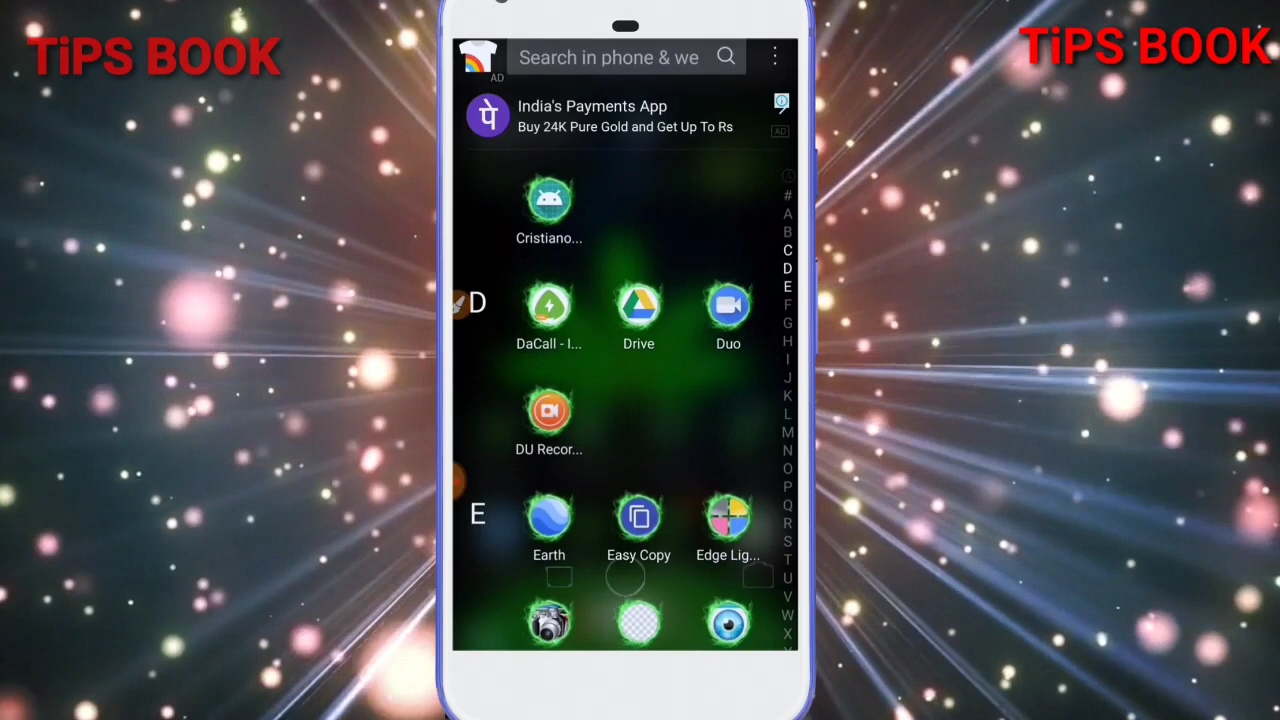 TiPS BOOK
TiPS BOOK
Search in phone & we
AD
पे
India's Payments App
Buy 24K Pure Gold and Get Up To Rs
AD
Cristiano...
D
DaCall - I...
Drive
Duo
DU Recor...
E
Earth
Easy Copy
Edge Lig...
#
A
B
C
D
E
F
G
H
I
J
K
L
M
N
O
P
Q
R
S
T
U
V
W
X